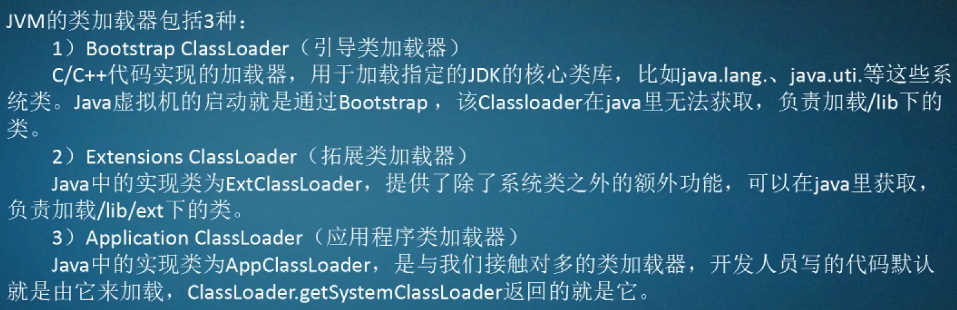 JVM的类加载器包括3种：
1）Bootstrap ClassLoader（引导类加载器）
C/C++代码实现的加载器，用于加载指定的JDK的核心类库，比如java.lang.、java.uti.等这些系
统类。Java虚拟机的启动就是通过Bootstrap ，该Classloader在java里无法获取，负责加载/lib下的
类。
2）Extensions ClassLoader（拓展类加载器）
Java中的实现类为ExtClassLoader，提供了除了系统类之外的额外功能，可以在java里获取，
负责加载/lib/ext下的类。
3）Application ClassLoader（应用程序类加载器）
Java中的实现类为AppClassLoader，是与我们接触对多的类加载器，开发人员写的代码默认
就是由它来加载，ClassLoader.getSystemClassLoader返回的就是它。